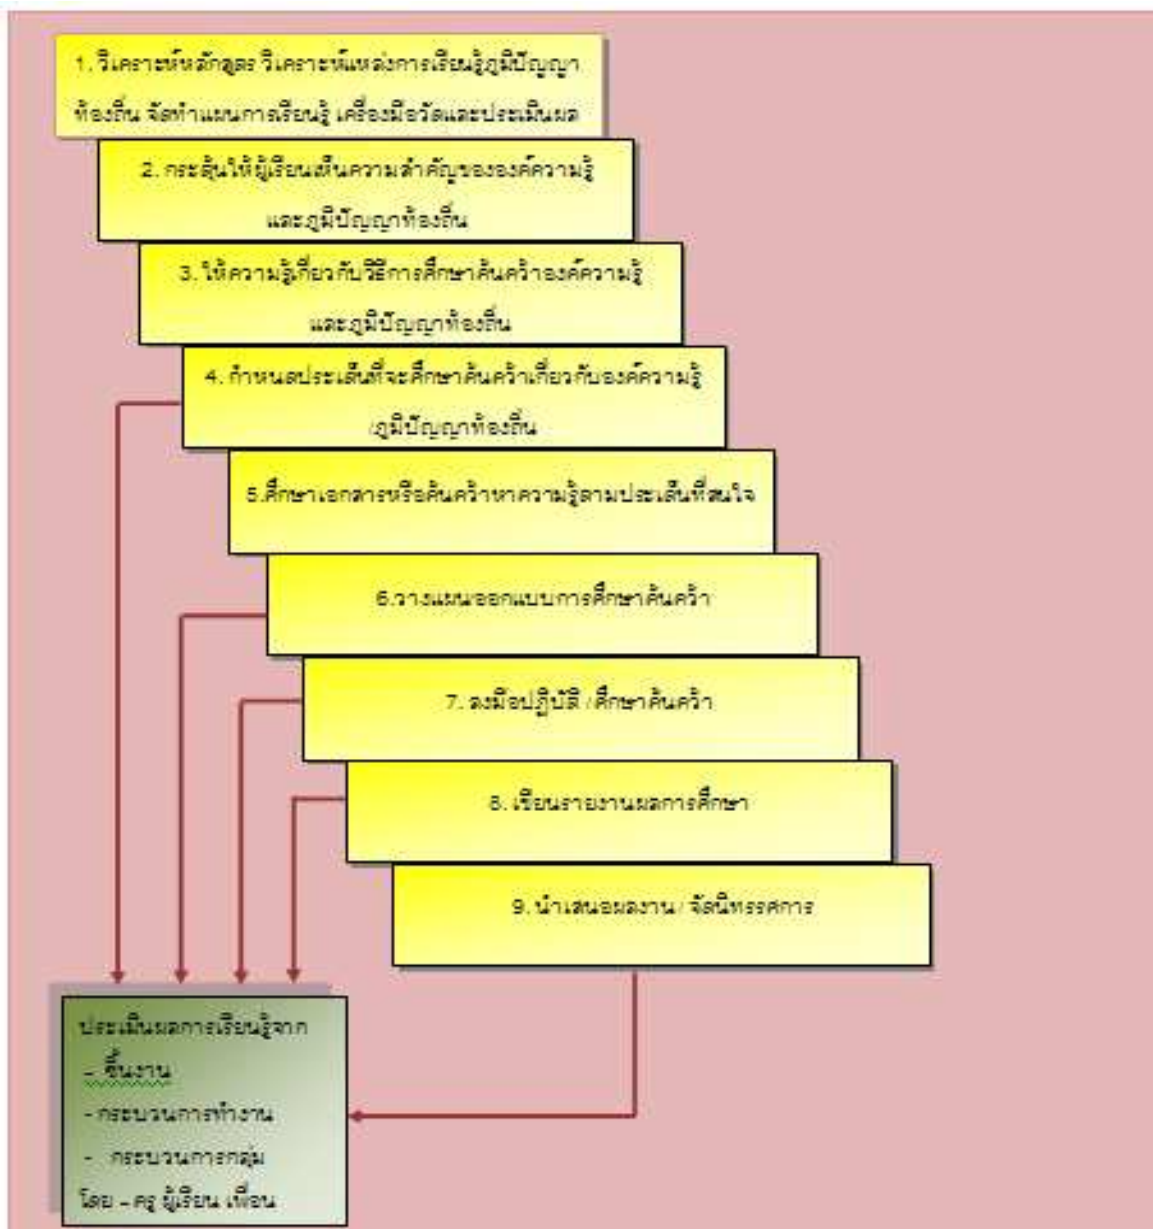 1. วิเคราะห์หลักสูตร วิเคราะห์แหล่งการเรียนรู้ภูมิปัญญา
ท้องถิ่น จัดทำแผนการเรียนรู้ เครื่องมือวัดและประเมินผล
2. กระตุ้นให้ผู้เรียนเห็นความสำคัญขององค์ความรู้
และภูมิปัญญาท้องถิ่น
3. ให้ความรู้เกี่ยวกับวิธีการศึกษาค้นคว้าองค์ความรู้
และภูมิปัญญาท้องถิ่น
4. กำหนดประเด็นที่จะศึกษาค้นคว้าเกี่ยวกับองค์ความรู้
/ภูมิปัญญาท้องถิ่น
5.ศึกษาเอกสารหรือค้นคว้าหาความรู้ตามประเด็นที่สนใจ
6.วางแผน/ออกแบบการศึกษาค้นคว้า
7. ลงมือปฏิบัติ /ศึกษาค้นคว้า
8. เขียนรายงานผลการศึกษา
9. นำเสนอผลงาน / จัดนิทรรศการ
ประเมินผลการเรียนรู้จาก
- ชิ้นงาน
- กระบวนการทำงาน
- กระบวนการกลุ่ม
โดย – ครู ผู้เรียน เพื่อน